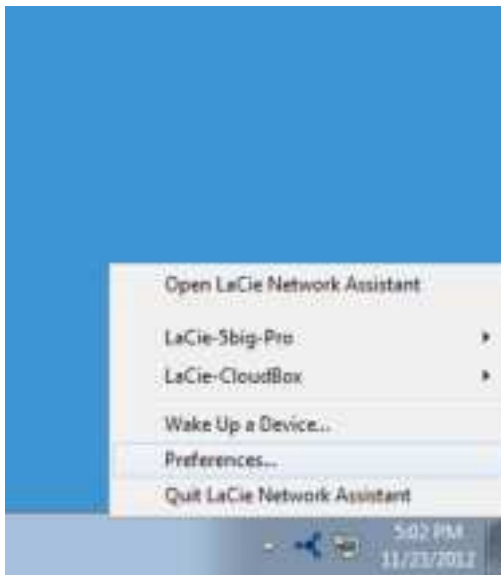 Open LaCie Network Assistant
LaCie-5big-Pro
LaCie-CloudBox
Wake Up a Device...
Preferences...
Quit LaCie Network Assistant
5:02 PM
11/23/2012